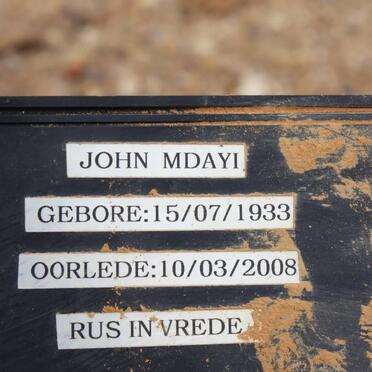 JOHN MDAYI
GEBORE:15/07/1933
OORLEDE:10/03/2008
RUS IN VREDE